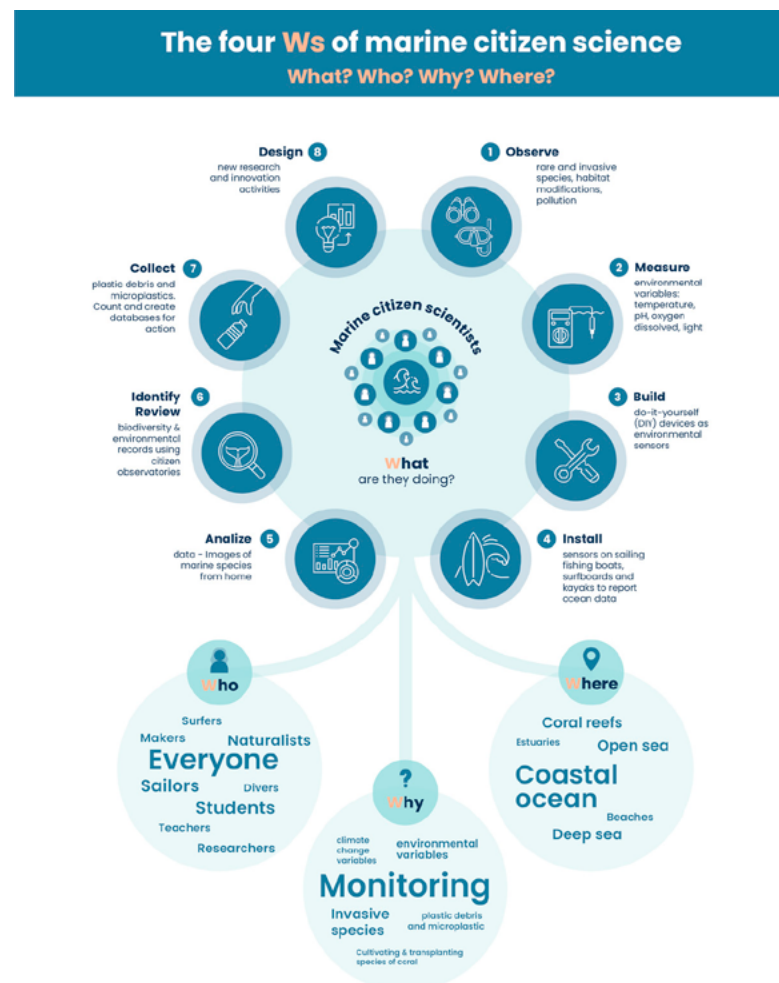 The four Ws of marine citizen science
What? Who? Why? Where?
Design 8
new research
and innovation
activities
1 Observe
rare and invasive
species, habitat
modifications,
pollution
Collect 7
plastic debris and
microplastics.
Count and create
databases for
action
2 Measure
environmental
variables:
temperature,
pH, oxygen
dissolved, light
Marine citizen scientists
What
are they doing?
Identify 6
Review
biodiversity &
environmental
records using
citizen
observatories
3 Build
do-it-yourself
(DIY) devices as
environmental
sensors
Analize 5
data - Images of
marine species
from home
4 Install
sensors on sailing
fishing boats,
surfboards and
kayaks to report
ocean data
Who
Surfers
Makers
Naturalists
Everyone
Sailors
Divers
Students
Teachers
Researchers
?
Why
climate
change
variables
environmental
variables
Monitoring
Invasive
species
plastic debris
and microplastic
Cultivating & transplanting
species of coral
Where
Coral reefs
Estuaries
Open sea
Coastal
ocean
Beaches
Deep sea